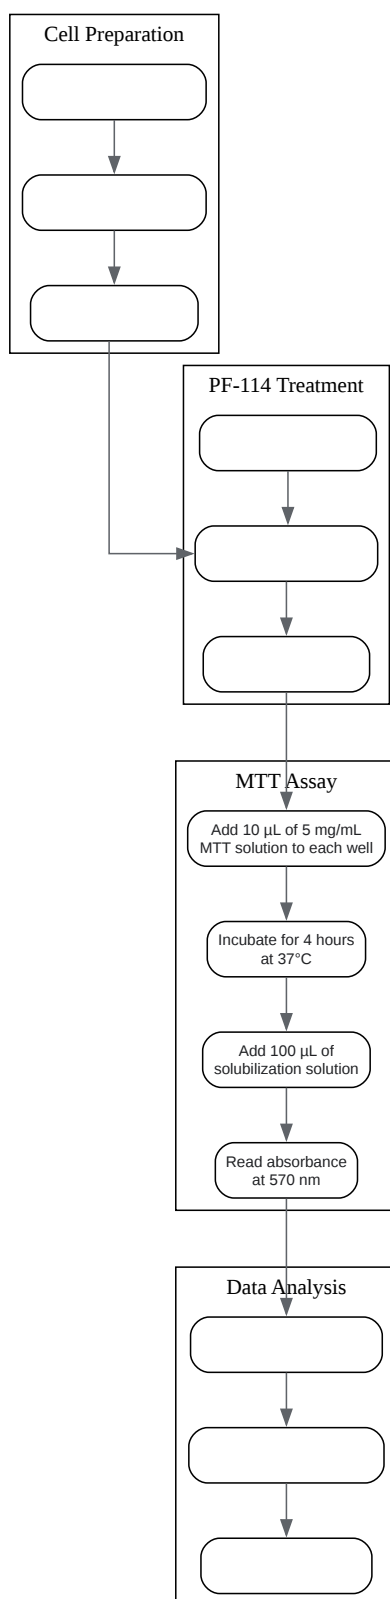 Cell Preparation
PF-114 Treatment
MTT Assay
Add 10 µL of 5 mg/mL
MTT solution to each well
Incubate for 4 hours
at 37°C
Add 100 µL of
solubilization solution
Read absorbance
at 570 nm
Data Analysis